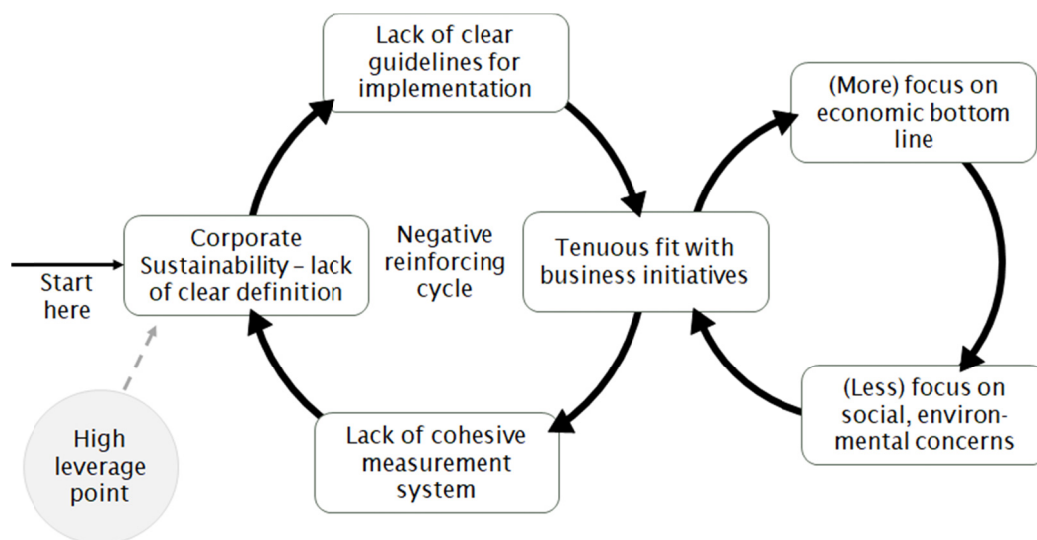 Lack of clear
guidelines for
implementation
(More) focus on
economic bottom
line
Corporate
Sustainability – lack
of clear definition
Negative
reinforcing
cycle
Tenuous fit with
business initiatives
Start
here
(Less) focus on
social, environ-
mental concerns
High
leverage
point
Lack of cohesive
measurement
system